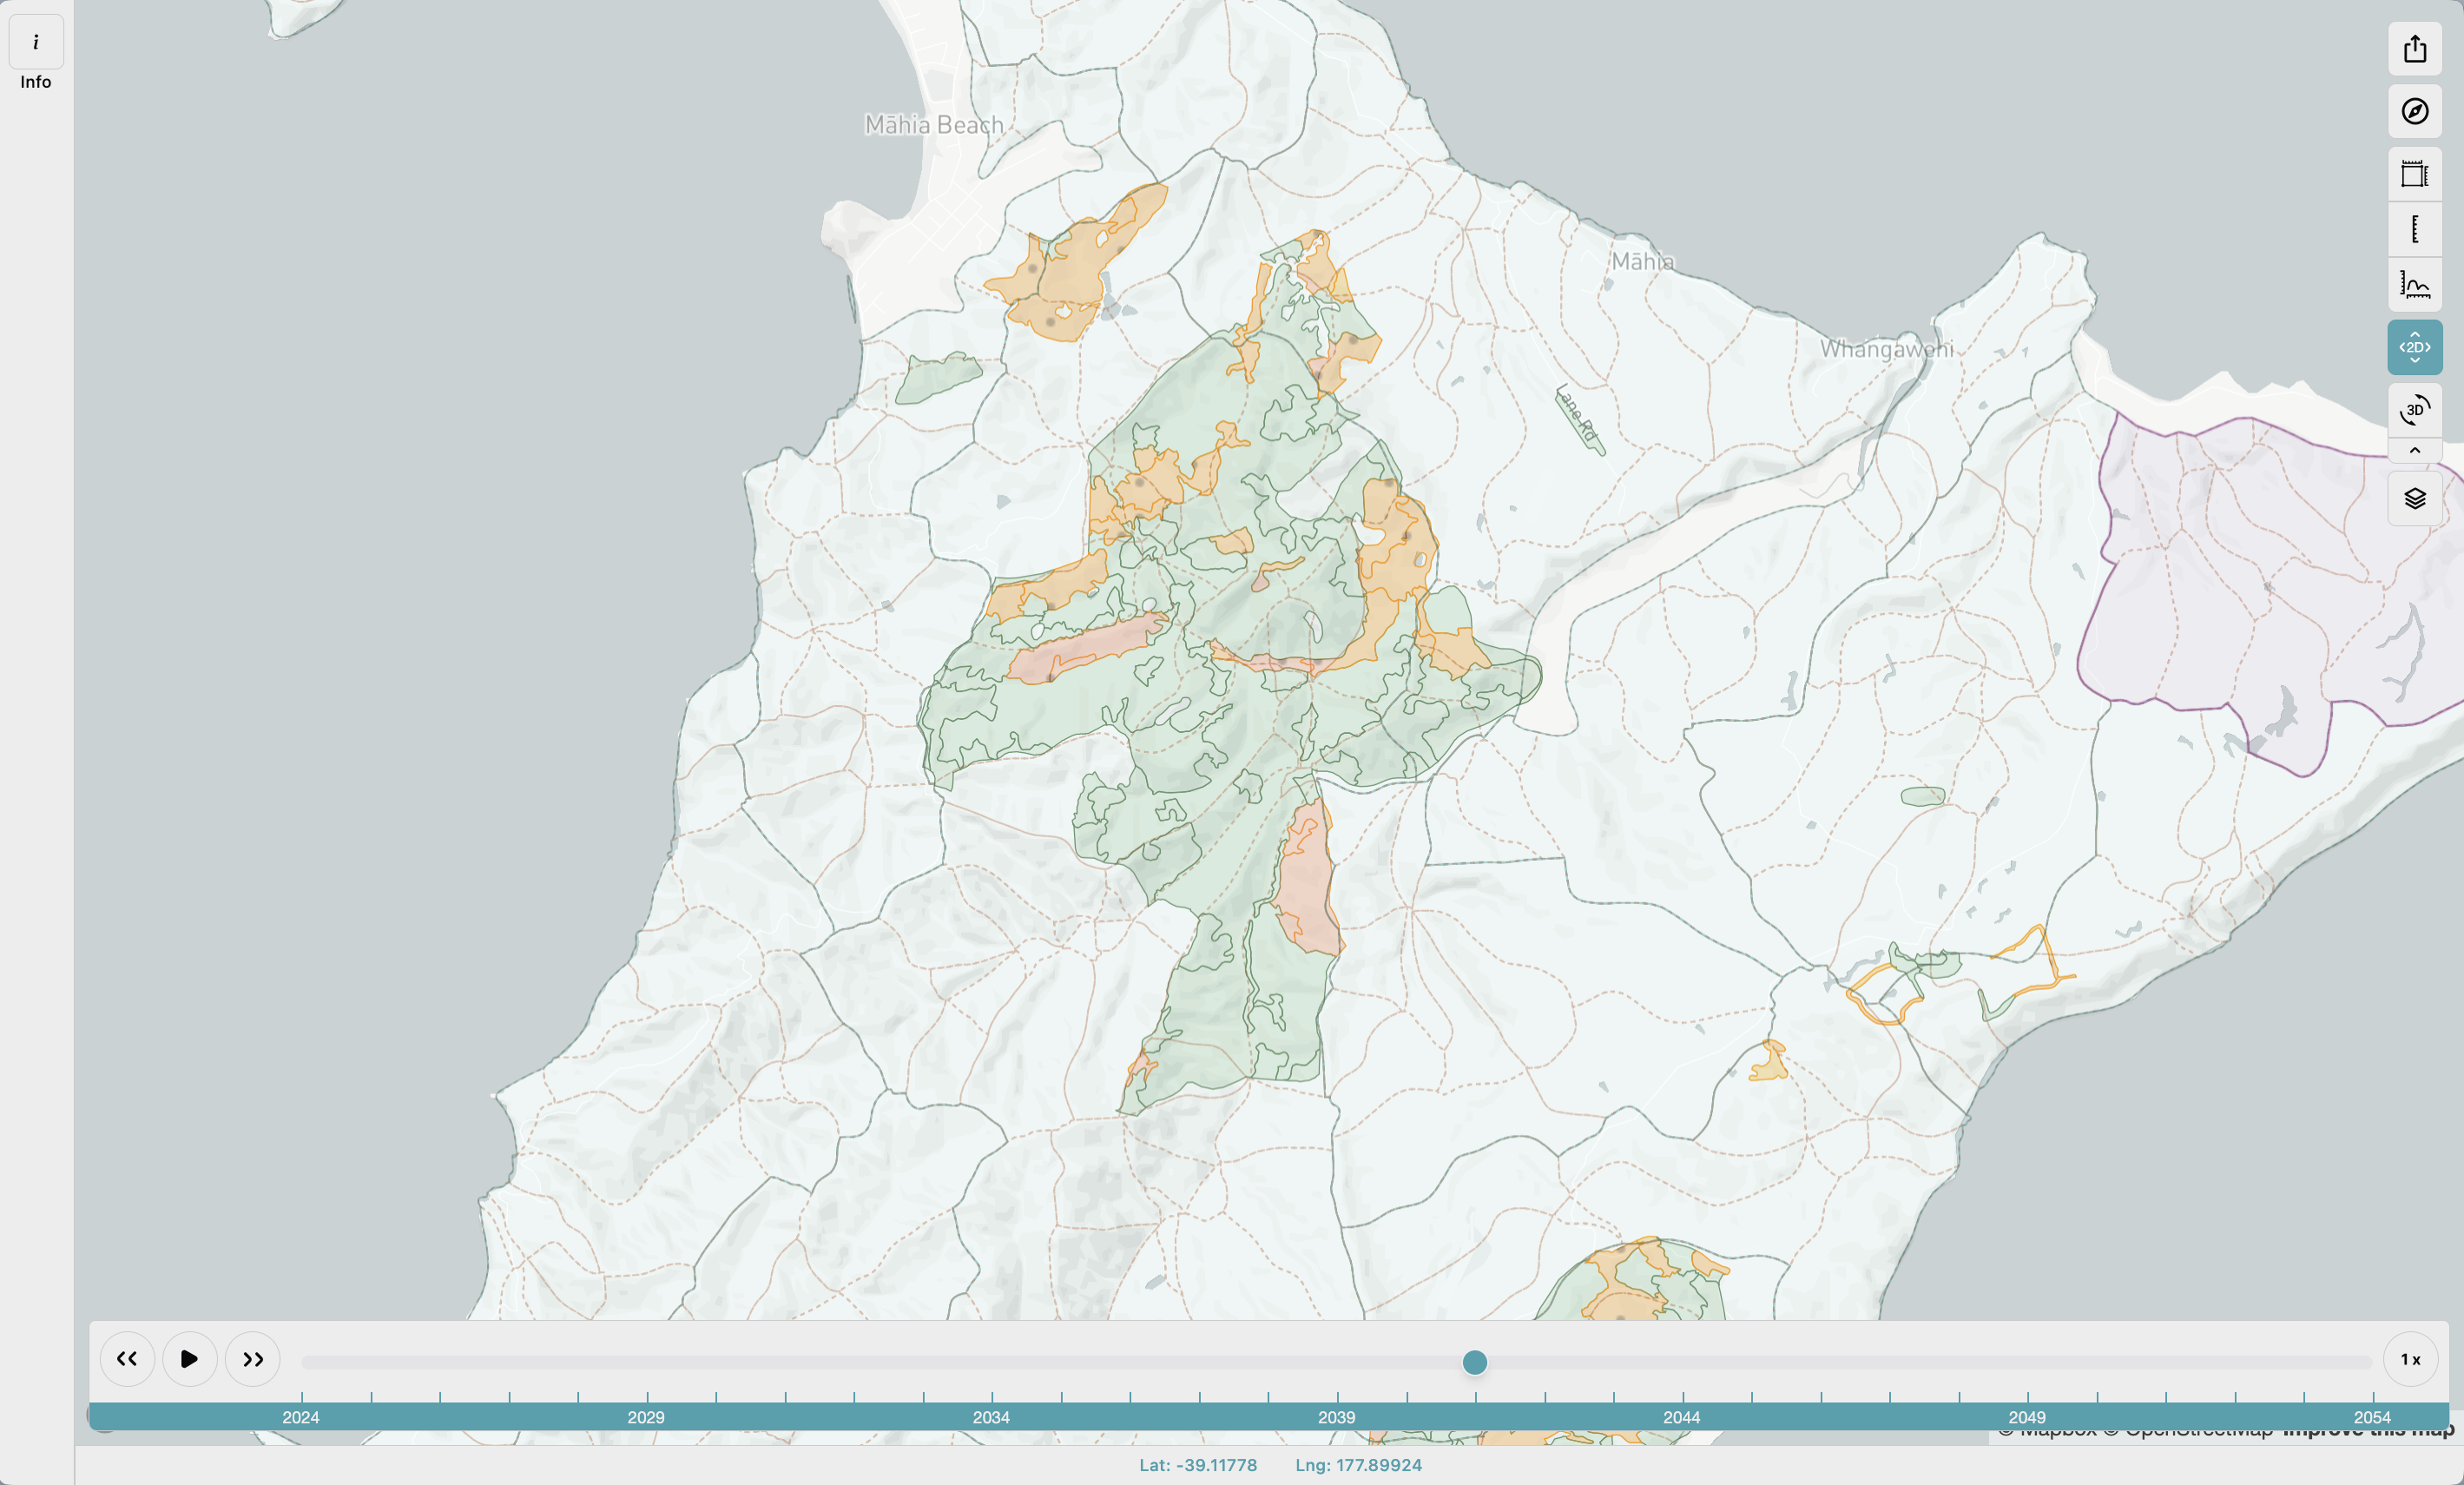 i
Info
Māhia Beach
Māhia
Whangawehi
Lane Rd
<2D>
3D
1 x
2024 2029 2034 2039 2044 2049 2054
© Mapbox © OpenStreetMap Improve this map
Lat: -39.11778 Lng: 177.89924